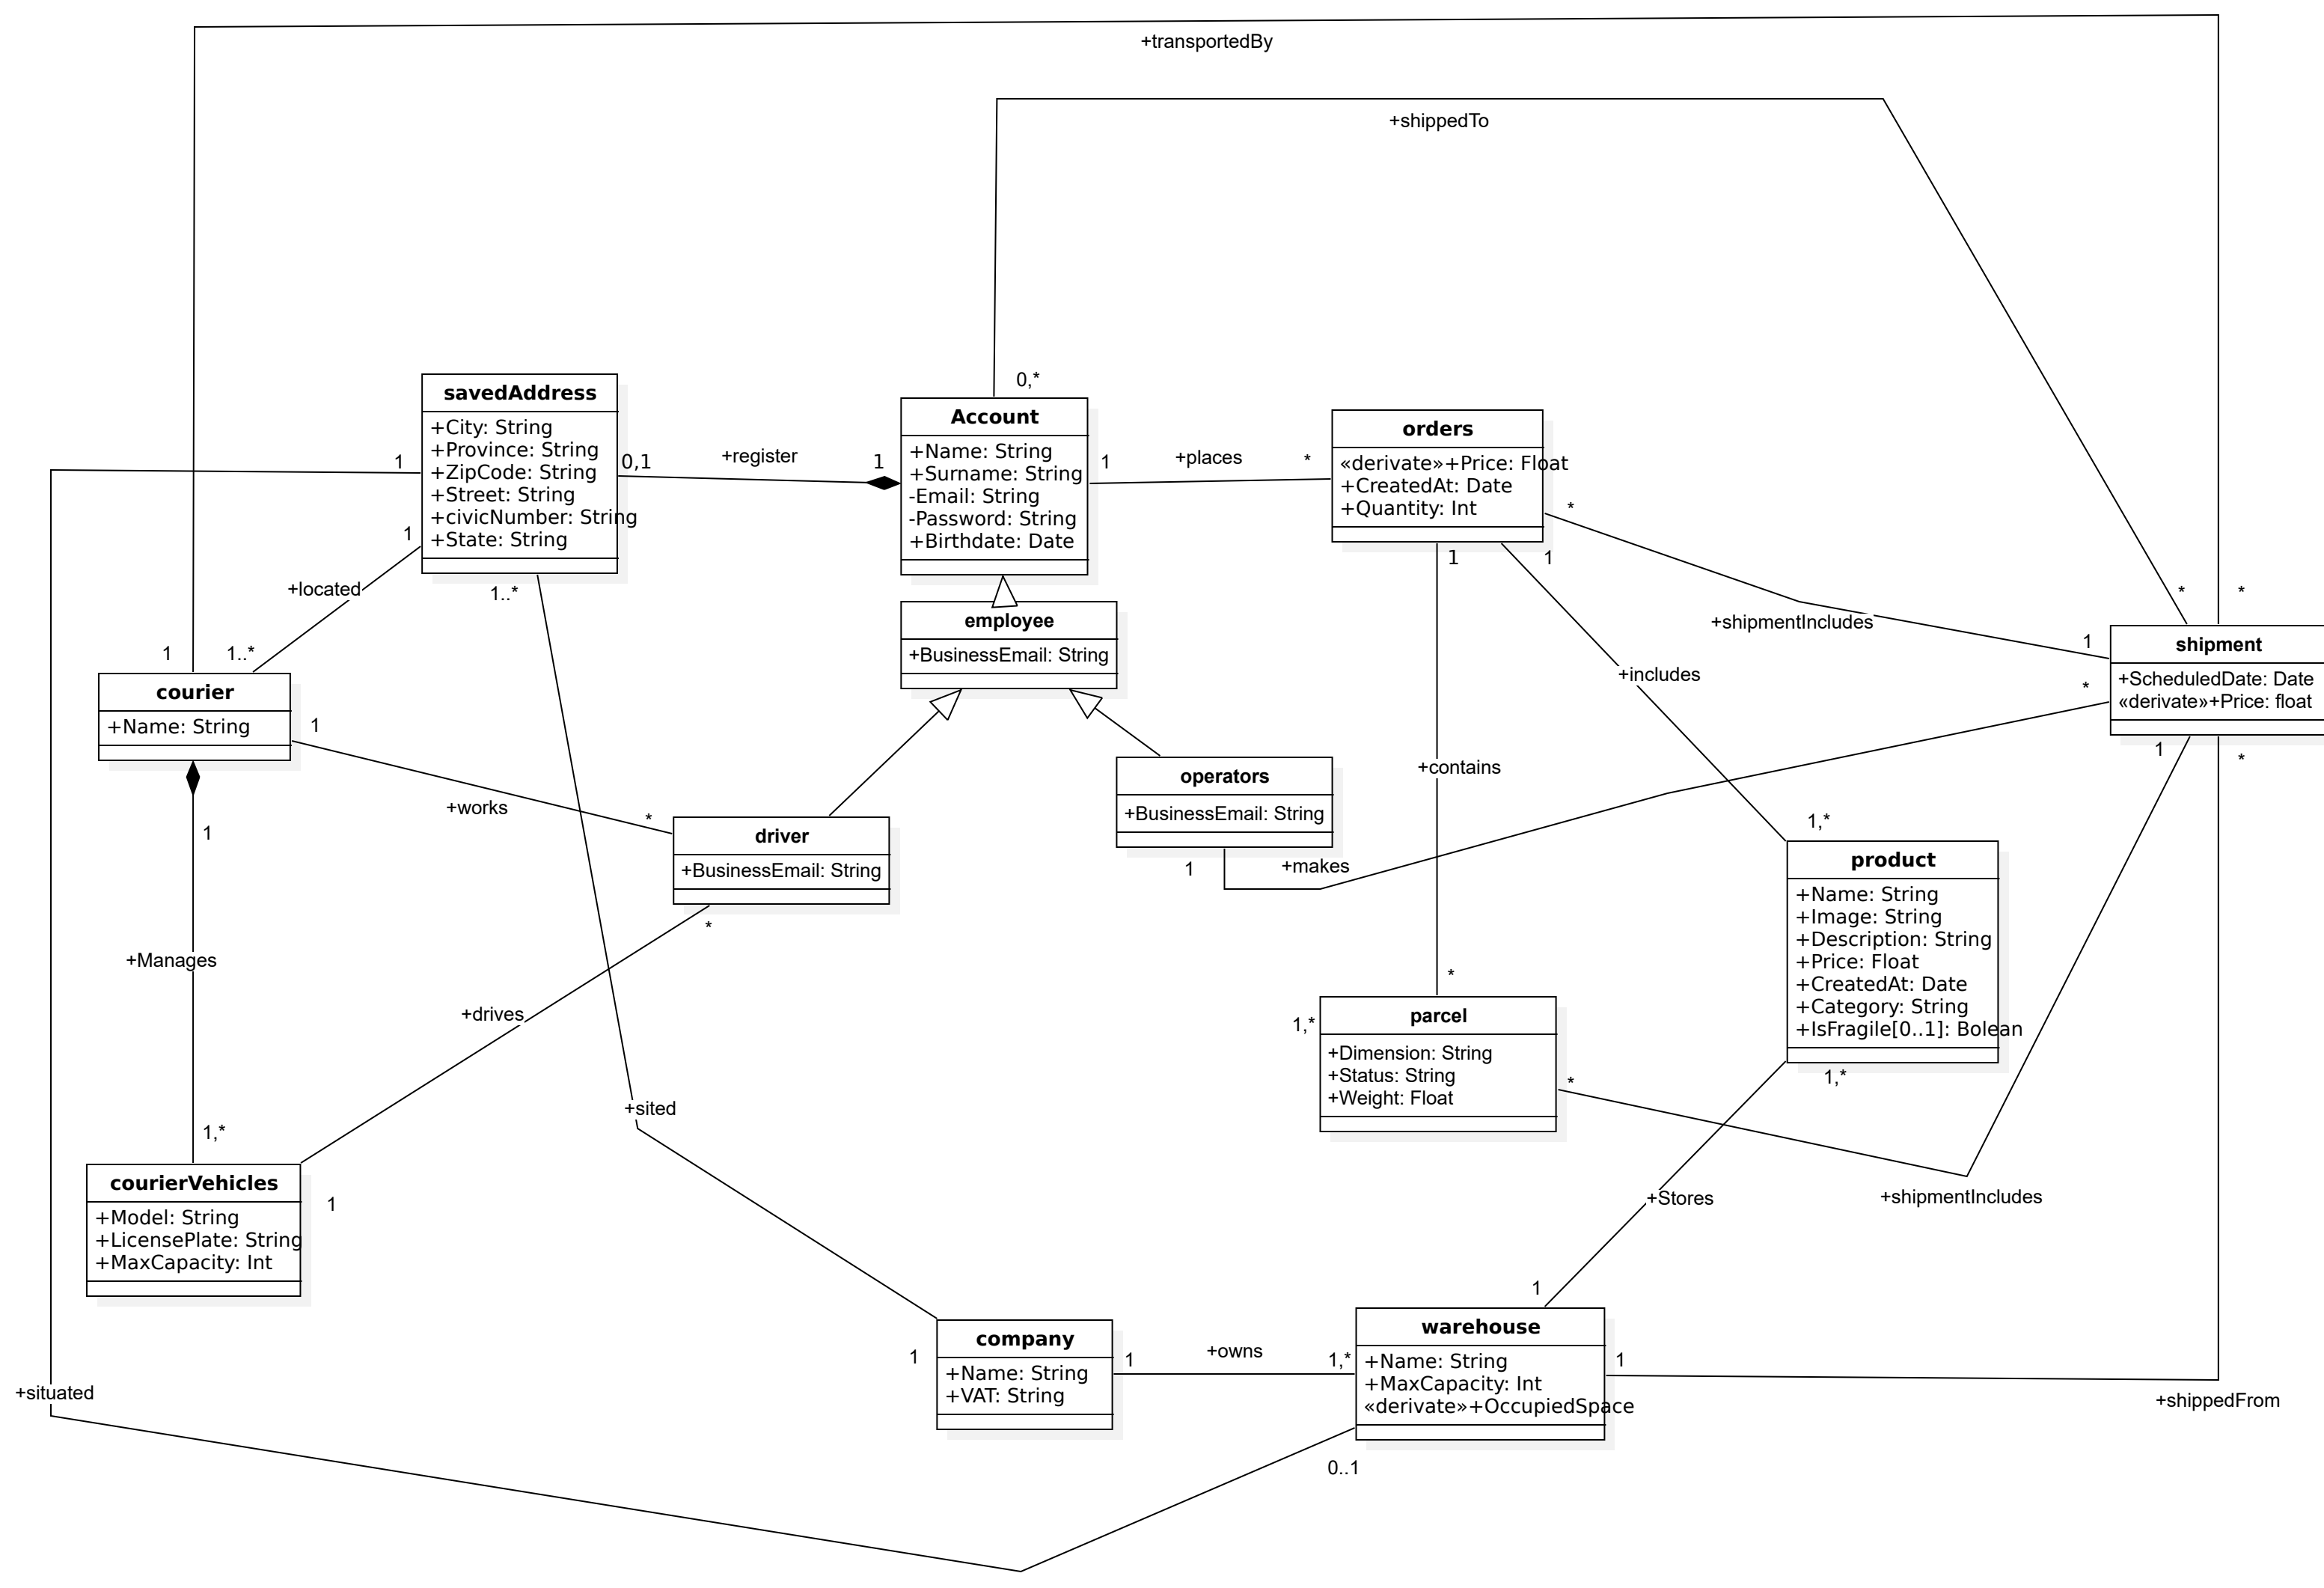 +transportedBy
+shippedTo
0,*
savedAddress
+City: String
+Province: String
+ZipCode: String
+Street: String
+civicNumber: String
+State: String
1
1
1..*
0,1
+register
1
Account
+Name: String
+Surname: String
-Email: String
-Password: String
+Birthdate: Date
1
+places
*
orders
«derivate»+Price: Float
+CreatedAt: Date
+Quantity: Int
*
1
1
+located
1
1..*
courier
+Name: String
1
1
employee
+BusinessEmail: String
+shipmentIncludes
*
*
1
*
shipment
+ScheduledDate: Date
«derivate»+Price: float
1
*
+includes
+works
*
driver
+BusinessEmail: String
*
operators
+BusinessEmail: String
1
+makes
+contains
*
1,*
product
+Name: String
+Image: String
+Description: String
+Price: Float
+CreatedAt: Date
+Category: String
+IsFragile[0..1]: Bolean
1,*
+Manages
+drives
1,*
courierVehicles
+Model: String
+LicensePlate: String
+MaxCapacity: Int
1
+sited
1,*
parcel
+Dimension: String
+Status: String
+Weight: Float
*
+Stores
+shipmentIncludes
1
1
company
+Name: String
+VAT: String
1
+owns
1,*
warehouse
+Name: String
+MaxCapacity: Int
«derivate»+OccupiedSpace
1
+situated
+shippedFrom
0..1